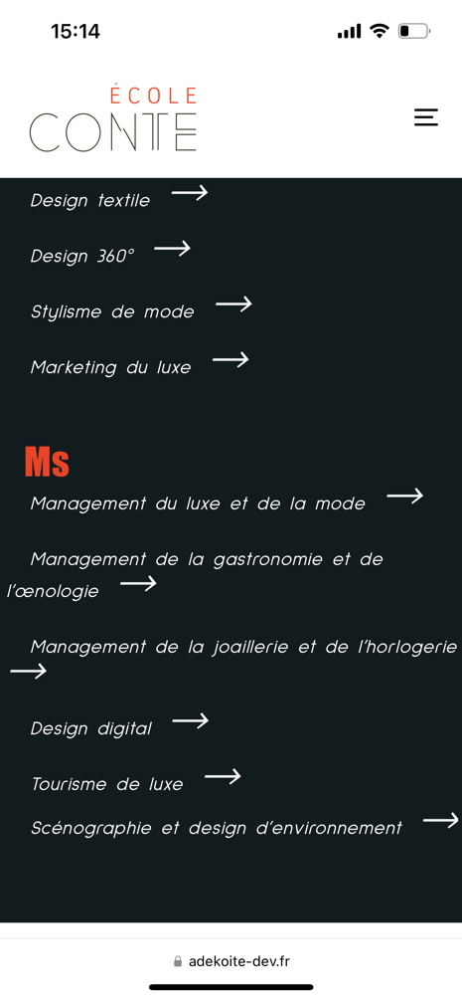 15:14
ÉCOLE
CONTE
Design textile
Design 360°
Stylisme de mode
Marketing du luxe
Ms
Management du luxe et de la mode
Management de la gastronomie et de
l'œnologie
Management de la joaillerie et de l'horlogerie
Design digital
Tourisme de luxe
Scénographie et design d'environnement
adekoite-dev.fr